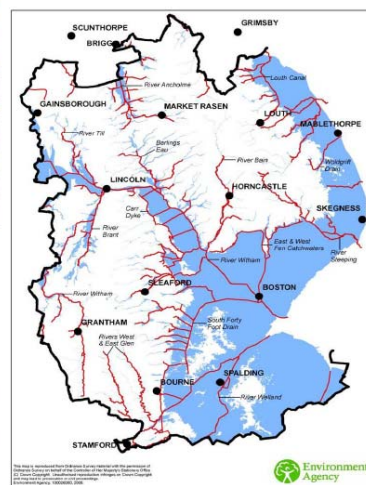 SCUNTHORPE
GRIMSBY
BRIGG
River Ancholme
Louth Canal
GAINSBOROUGH
MARKET RASEN
LOUTH
River Till
MABLETHORPE
Barlings
Eau
River Bain
Woldgrift
Drain
LINCOLN
HORNCASTLE
Carr
Dyke
SKEGNESS
River
Brant
River Witham
East & West
Fen Catchwaters
River
Steeping
River Witham
SLEAFORD
BOSTON
GRANTHAM
South Forty
Foot Drain
Rivers West
& East Glen
BOURNE
SPALDING
River Welland
STAMFORD
Environment
Agency